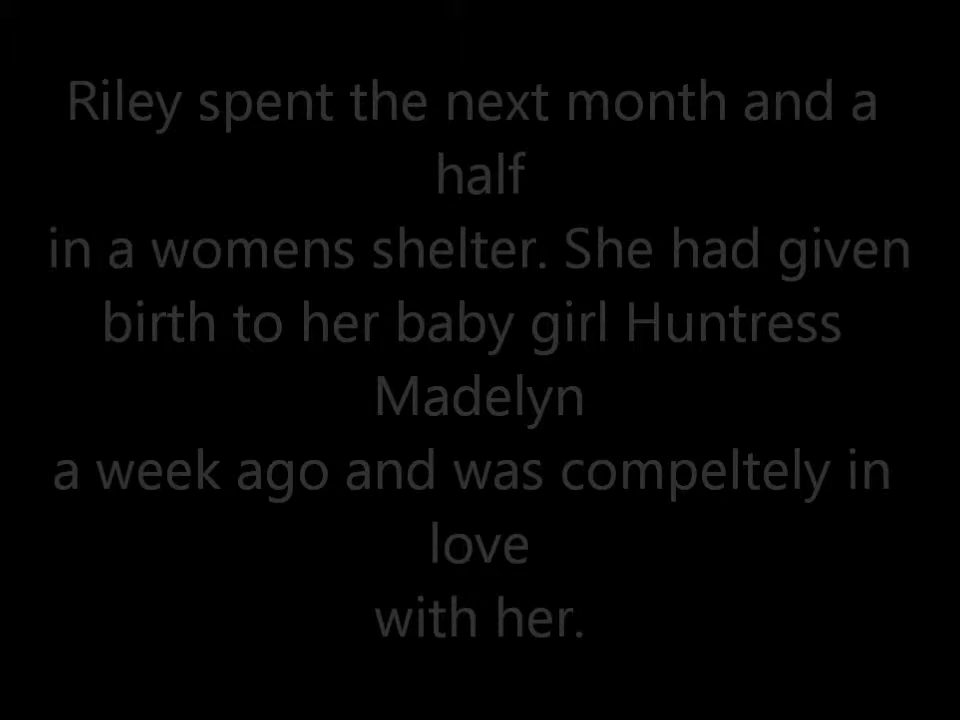 Riley spent the next month and a
half
in a womens shelter. She had given
birth to her baby girl Huntress
Madelyn
a week ago and was compeltely in
love
with her.